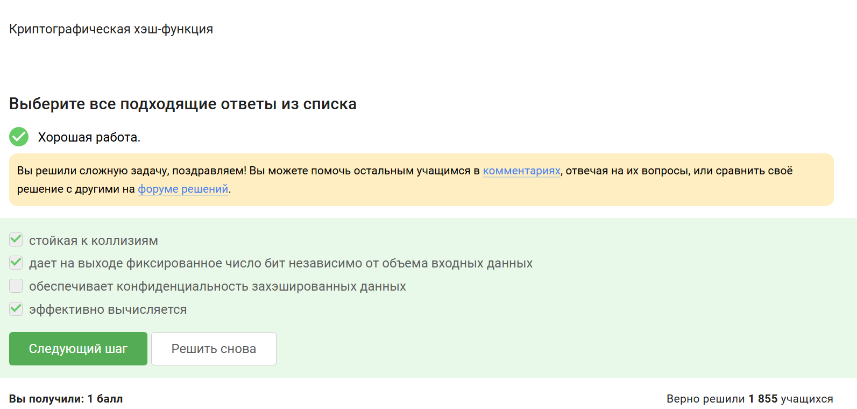 Криптографическая хэш-функция
Выберите все подходящие ответы из списка
Хорошая работа.
Вы решили сложную задачу, поздравляем! Вы можете помочь остальным учащимся в комментариях, отвечая на их вопросы, или сравнить своё
решение с другими на форуме решений.
стойкая к коллизиям
дает на выходе фиксированное число бит независимо от объема входных данных
обеспечивает конфиденциальность захэшированных данных
эффективно вычисляется
Следующий шаг Решить снова
Вы получили: 1 балл Верно решили 1 855 учащихся